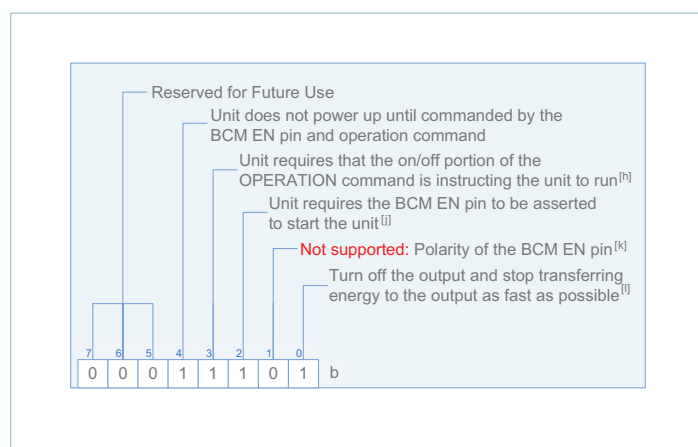 Reserved for Future Use
Unit does not power up until commanded by the
BCM EN pin and operation command
Unit requires that the on/off portion of the
OPERATION command is instructing the unit to run[h]
Unit requires the BCM EN pin to be asserted
to start the unit[j]
Not supported: Polarity of the BCM EN pin[k]
Turn off the output and stop transferring
energy to the output as fast as possible[l]
7 6 5 4 3 2 1 0
0 0 0 1 1 1 0 1 b